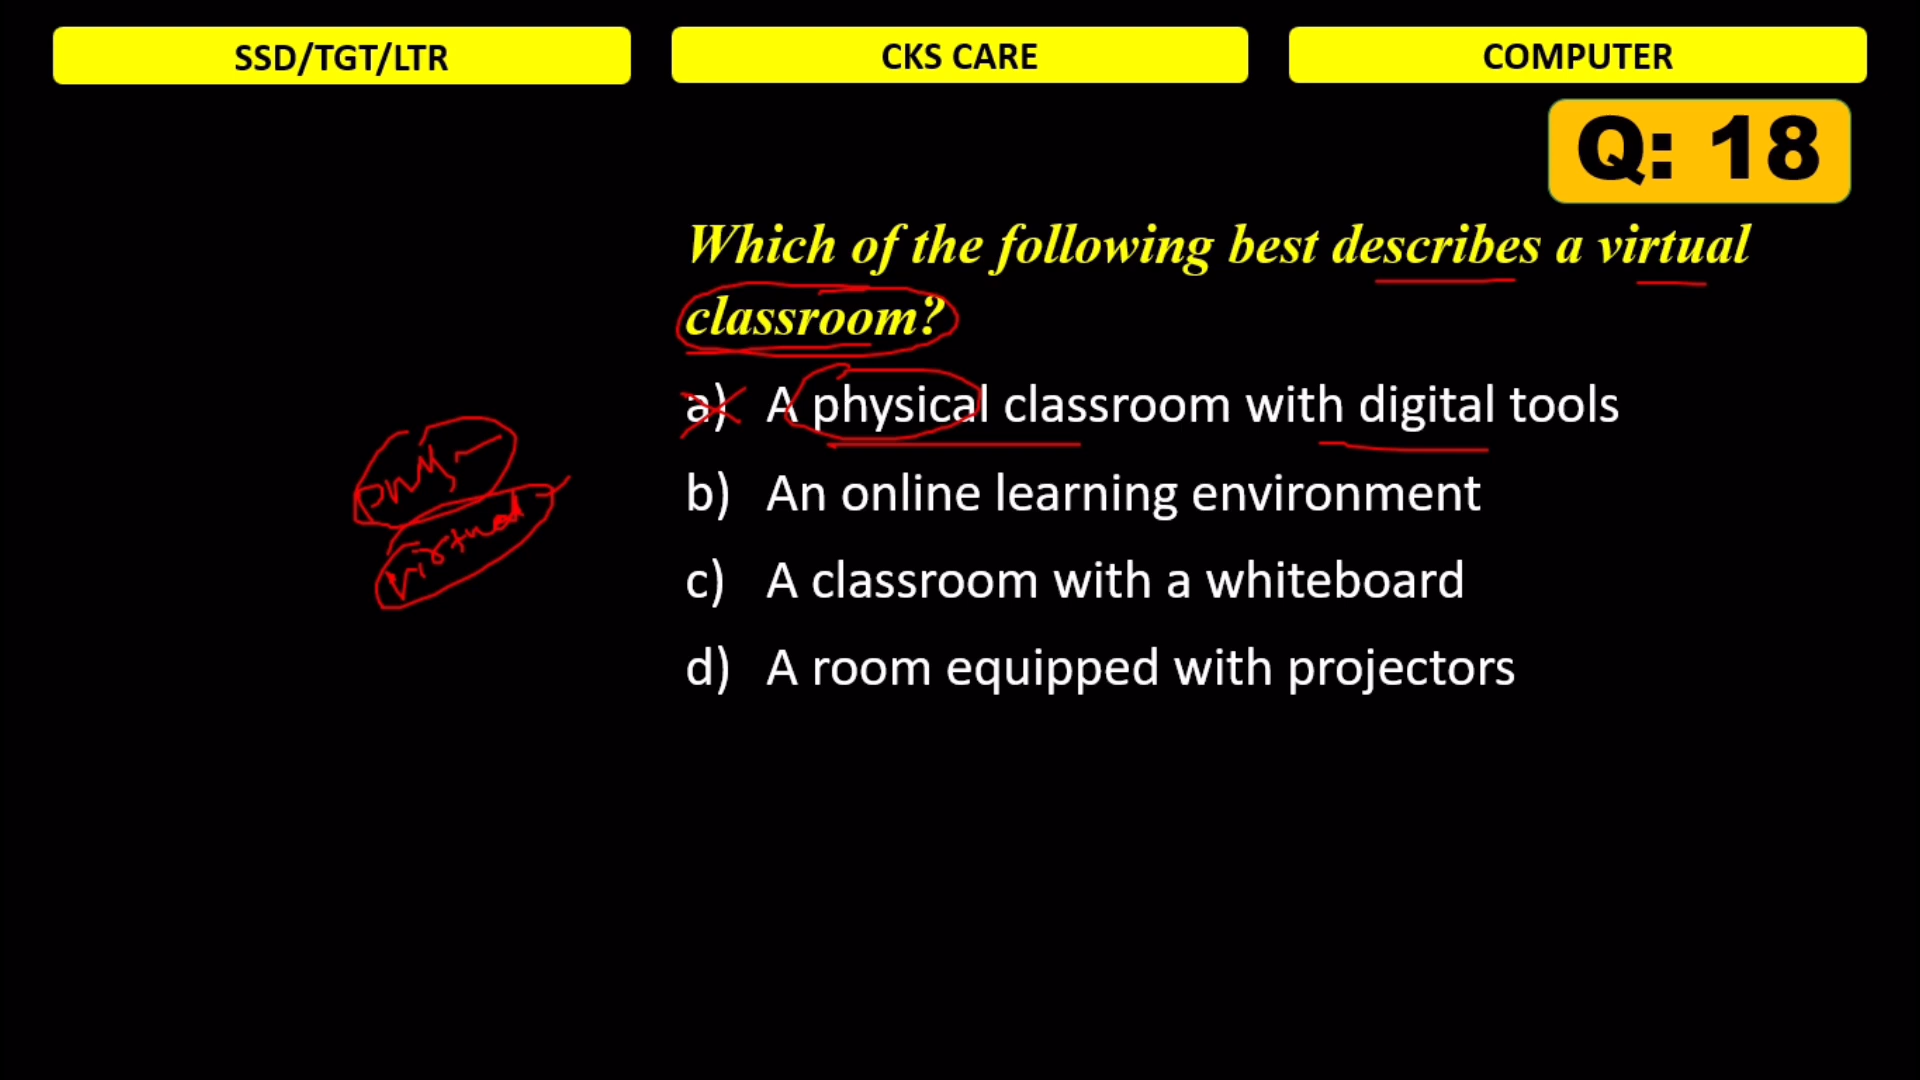 SSD/TGT/LTR
CKS CARE
COMPUTER
Q: 18
Which of the following best describes a virtual
classroom?
a) A physical classroom with digital tools
b) An online learning environment
c) A classroom with a whiteboard
d) A room equipped with projectors
virtual